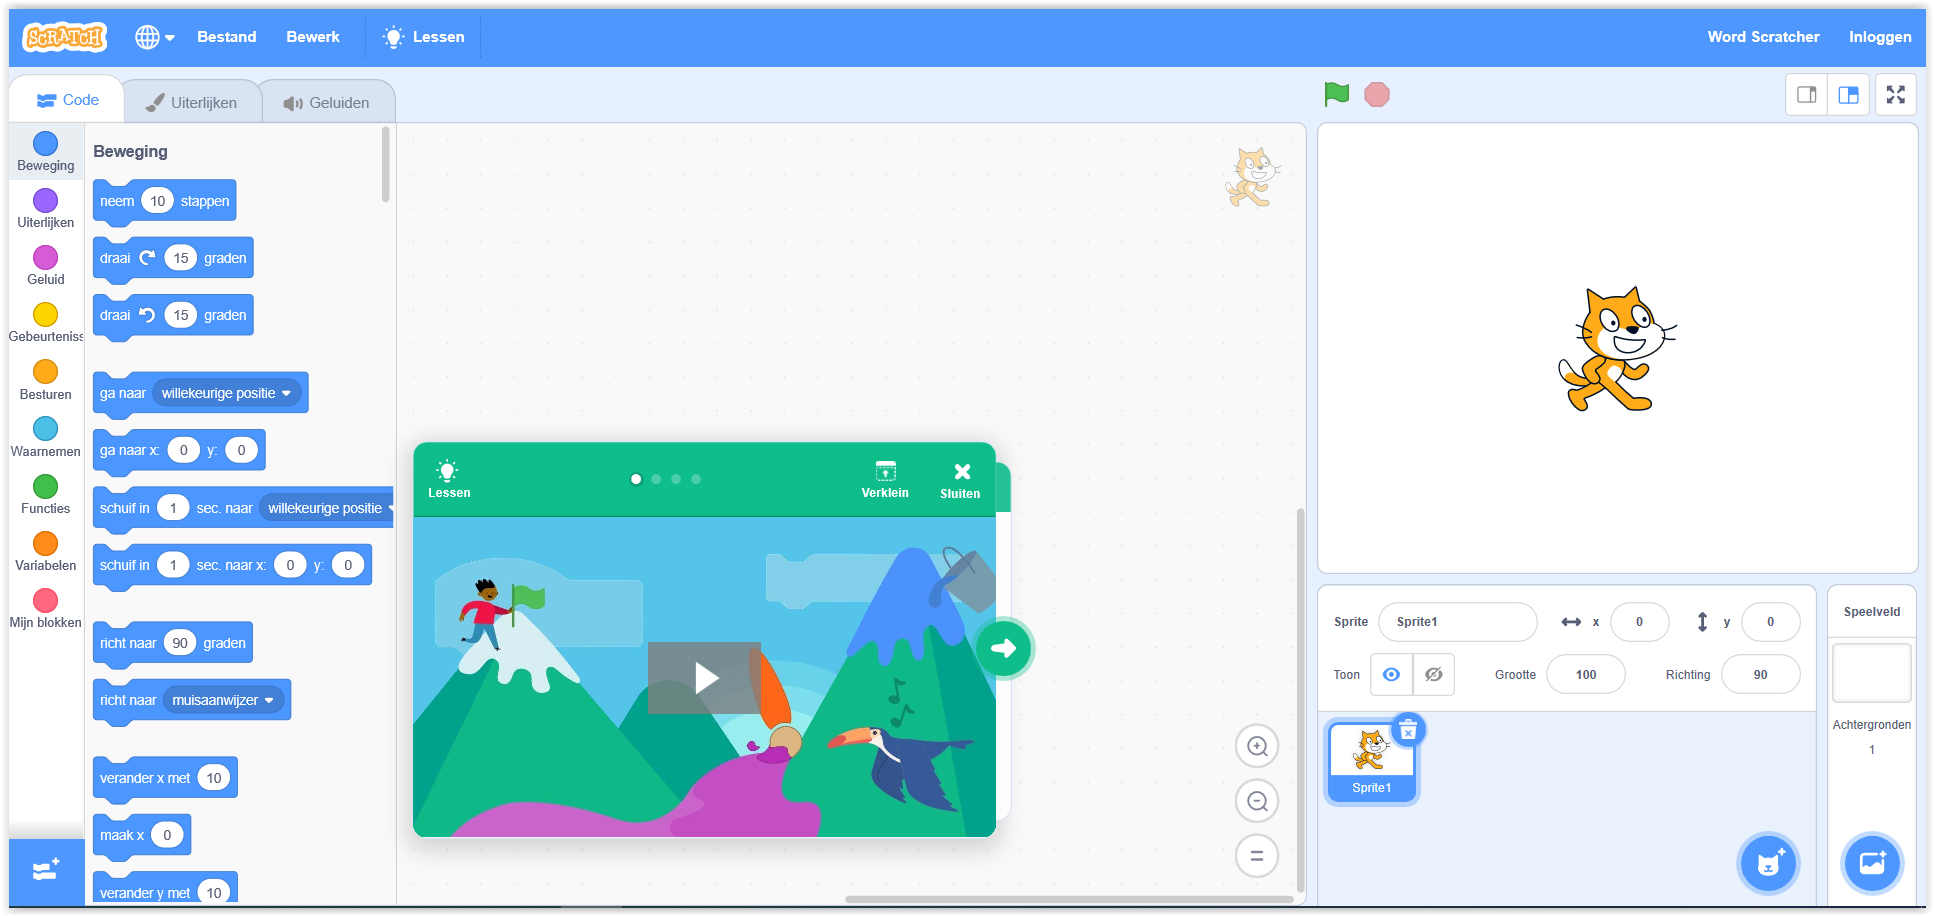 SCRATCH
Bestand
Bewerk
Lessen
Word Scratcher
Inloggen
Code
Uiterlijken
Geluiden
Beweging
Uiterlijken
Geluid
Gebeurteniss
Besturen
Waarnemen
Functies
Variabelen
Mijn blokken
Beweging
neem 10 stappen
draai 15 graden
draai 15 graden
ga naar willekeurige positie
ga naar x: 0 y: 0
schuif in 1 sec. naar willekeurige positie
schuif in 1 sec. naar x: 0 y: 0
richt naar 90 graden
richt naar muisaanwijzer
verander x met 10
maak x 0
verander y met 10
Lessen
Verklein
Sluiten
Sprite Sprite1 x 0 y 0
Toon Grootte 100 Richting 90
Sprite1
Speelveld
Achtergronden
1